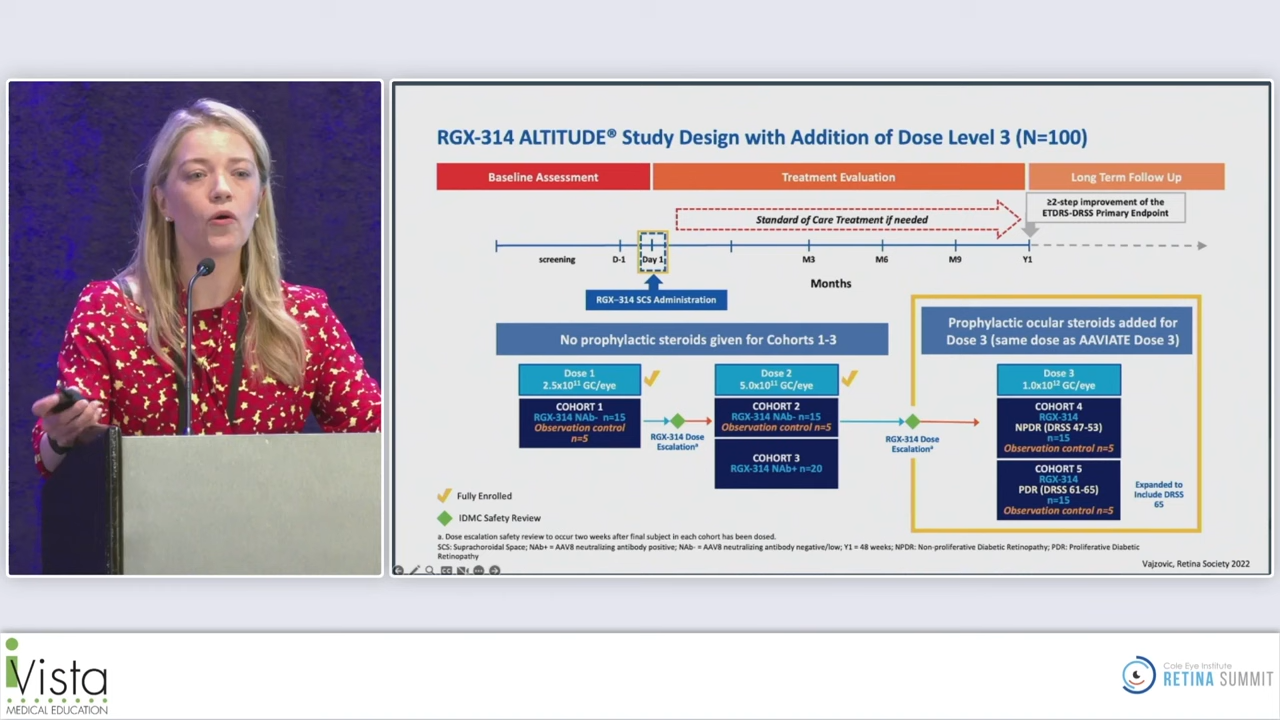 RGX-314 ALTITUDE® Study Design with Addition of Dose Level 3 (N=100)
Baseline Assessment
Treatment Evaluation
Long Term Follow Up
≥2-step improvement of the
ETDRS-DRSS Primary Endpoint
Standard of Care Treatment if needed
screening
D-1
Day 1
M3
M6
M9
Y1
Months
RGX-314 SCS Administration
No prophylactic steroids given for Cohorts 1-3
Prophylactic ocular steroids added for
Dose 3 (same dose as AAVIATE Dose 3)
Dose 1
2.5x10¹¹ GC/eye
COHORT 1
RGX-314 NAb- n=15
Observation control
n=5
RGX-314 Dose
Escalationᵃ
Dose 2
5.0x10¹¹ GC/eye
COHORT 2
RGX-314 NAb- n=15
Observation control n=5
COHORT 3
RGX-314 NAb+ n=20
RGX-314 Dose
Escalationᵃ
Dose 3
1.0x10¹² GC/eye
COHORT 4
RGX-314
NPDR (DRSS 47-53)
n=15
Observation control n=5
COHORT 5
RGX-314
PDR (DRSS 61-65)
n=15
Observation control n=5
Expanded to
Include DRSS
65
Fully Enrolled
IDMC Safety Review
a. Dose escalation safety review to occur two weeks after final subject in each cohort has been dosed.
SCS: Suprachoroidal Space; NAb+ = AAV8 neutralizing antibody positive; NAb- = AAV8 neutralizing antibody negative/low; Y1 = 48 weeks; NPDR: Non-proliferative Diabetic Retinopathy; PDR: Proliferative Diabetic
Retinopathy
Vajzovic, Retina Society 2022
iVista
MEDICAL EDUCATION
Cole Eye Institute
RETINA SUMMIT